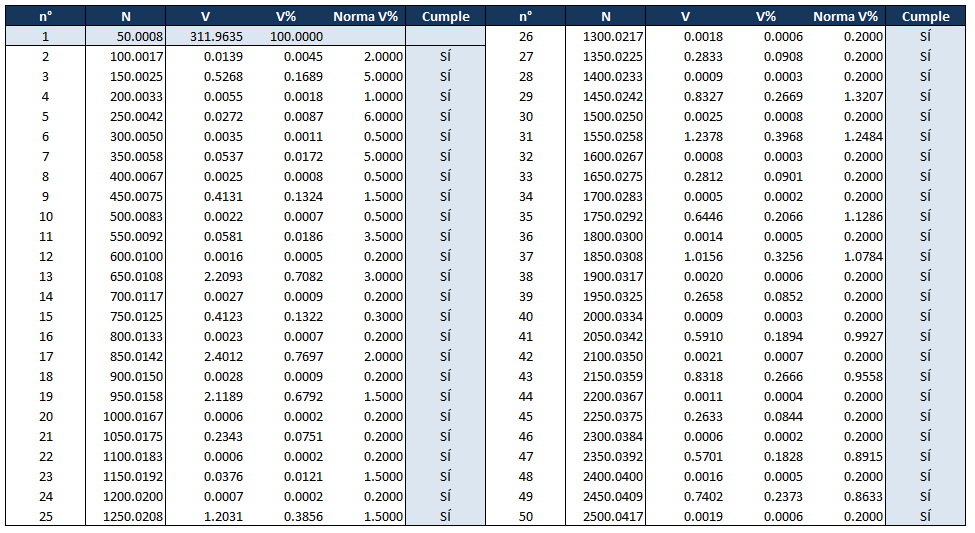 n° N V V% Norma V% Cumple n° N V V% Norma V% Cumple
1 50.0008 311.9635 100.0000 26 1300.0217 0.0018 0.0006 0.2000 SÍ
2 100.0017 0.0139 0.0045 2.0000 SÍ 27 1350.0225 0.2833 0.0908 0.2000 SÍ
3 150.0025 0.5268 0.1689 5.0000 SÍ 28 1400.0233 0.0009 0.0003 0.2000 SÍ
4 200.0033 0.0055 0.0018 1.0000 SÍ 29 1450.0242 0.8327 0.2669 1.3207 SÍ
5 250.0042 0.0272 0.0087 6.0000 SÍ 30 1500.0250 0.0025 0.0008 0.2000 SÍ
6 300.0050 0.0035 0.0011 0.5000 SÍ 31 1550.0258 1.2378 0.3968 1.2484 SÍ
7 350.0058 0.0537 0.0172 5.0000 SÍ 32 1600.0267 0.0008 0.0003 0.2000 SÍ
8 400.0067 0.0025 0.0008 0.5000 SÍ 33 1650.0275 0.2812 0.0901 0.2000 SÍ
9 450.0075 0.4131 0.1324 1.5000 SÍ 34 1700.0283 0.0005 0.0002 0.2000 SÍ
10 500.0083 0.0022 0.0007 0.5000 SÍ 35 1750.0292 0.6446 0.2066 1.1286 SÍ
11 550.0092 0.0581 0.0186 3.5000 SÍ 36 1800.0300 0.0014 0.0005 0.2000 SÍ
12 600.0100 0.0016 0.0005 0.2000 SÍ 37 1850.0308 1.0156 0.3256 1.0784 SÍ
13 650.0108 2.2093 0.7082 3.0000 SÍ 38 1900.0317 0.0020 0.0006 0.2000 SÍ
14 700.0117 0.0027 0.0009 0.2000 SÍ 39 1950.0325 0.2658 0.0852 0.2000 SÍ
15 750.0125 0.4123 0.1322 0.3000 SÍ 40 2000.0334 0.0009 0.0003 0.2000 SÍ
16 800.0133 0.0023 0.0007 0.2000 SÍ 41 2050.0342 0.5910 0.1894 0.9927 SÍ
17 850.0142 2.4012 0.7697 2.0000 SÍ 42 2100.0350 0.0021 0.0007 0.2000 SÍ
18 900.0150 0.0028 0.0009 0.2000 SÍ 43 2150.0359 0.8318 0.2666 0.9558 SÍ
19 950.0158 2.1189 0.6792 1.5000 SÍ 44 2200.0367 0.0011 0.0004 0.2000 SÍ
20 1000.0167 0.0006 0.0002 0.2000 SÍ 45 2250.0375 0.2633 0.0844 0.2000 SÍ
21 1050.0175 0.2343 0.0751 0.2000 SÍ 46 2300.0384 0.0006 0.0002 0.2000 SÍ
22 1100.0183 0.0006 0.0002 0.2000 SÍ 47 2350.0392 0.5701 0.1828 0.8915 SÍ
23 1150.0192 0.0376 0.0121 1.5000 SÍ 48 2400.0400 0.0016 0.0005 0.2000 SÍ
24 1200.0200 0.0007 0.0002 0.2000 SÍ 49 2450.0409 0.7402 0.2373 0.8633 SÍ
25 1250.0208 1.2031 0.3856 1.5000 SÍ 50 2500.0417 0.0019 0.0006 0.2000 SÍ